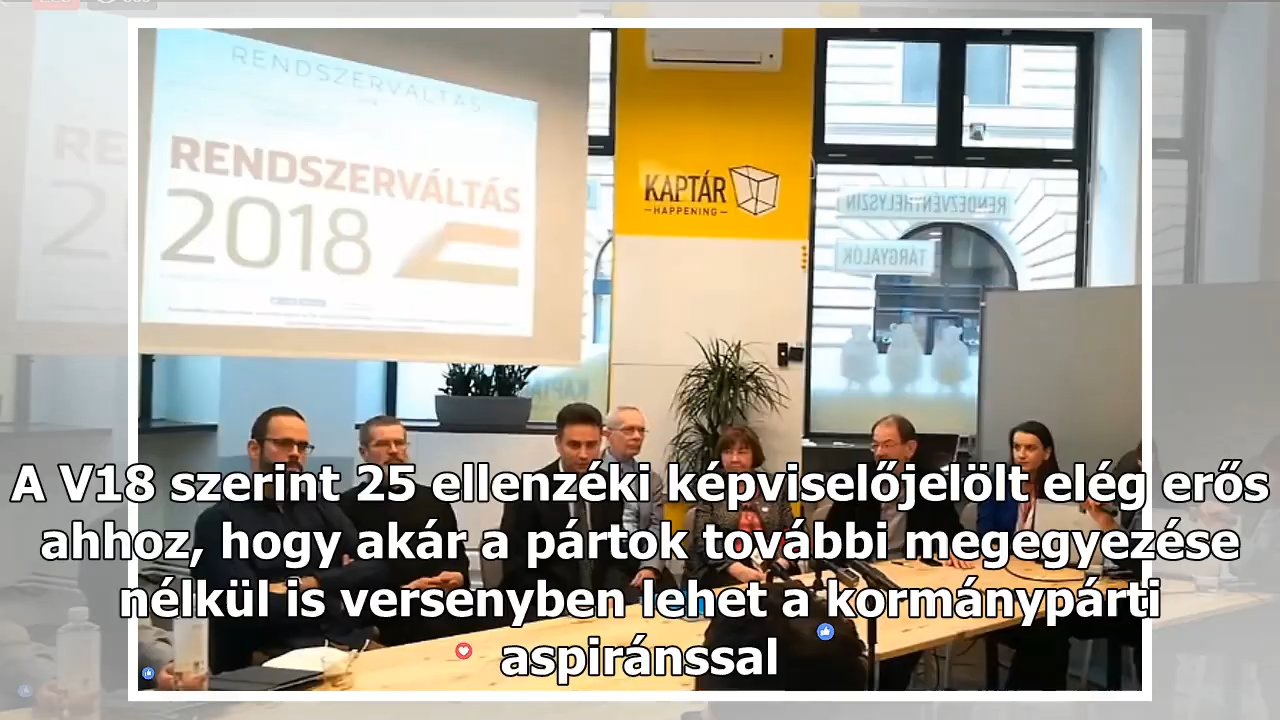 RENDSZERVÁLTÁS
RENDSZERVÁLTÁS
2018
KAPTÁR
HAPPENING
RENDEZVÉNYHELYSZÍN
TÁRGYALÓK
A V18 szerint 25 ellenzéki képviselőjelölt elég erős
ahhoz, hogy akár a pártok további megegyezése
nélkül is versenyben lehet a kormánypárti
aspiránssal